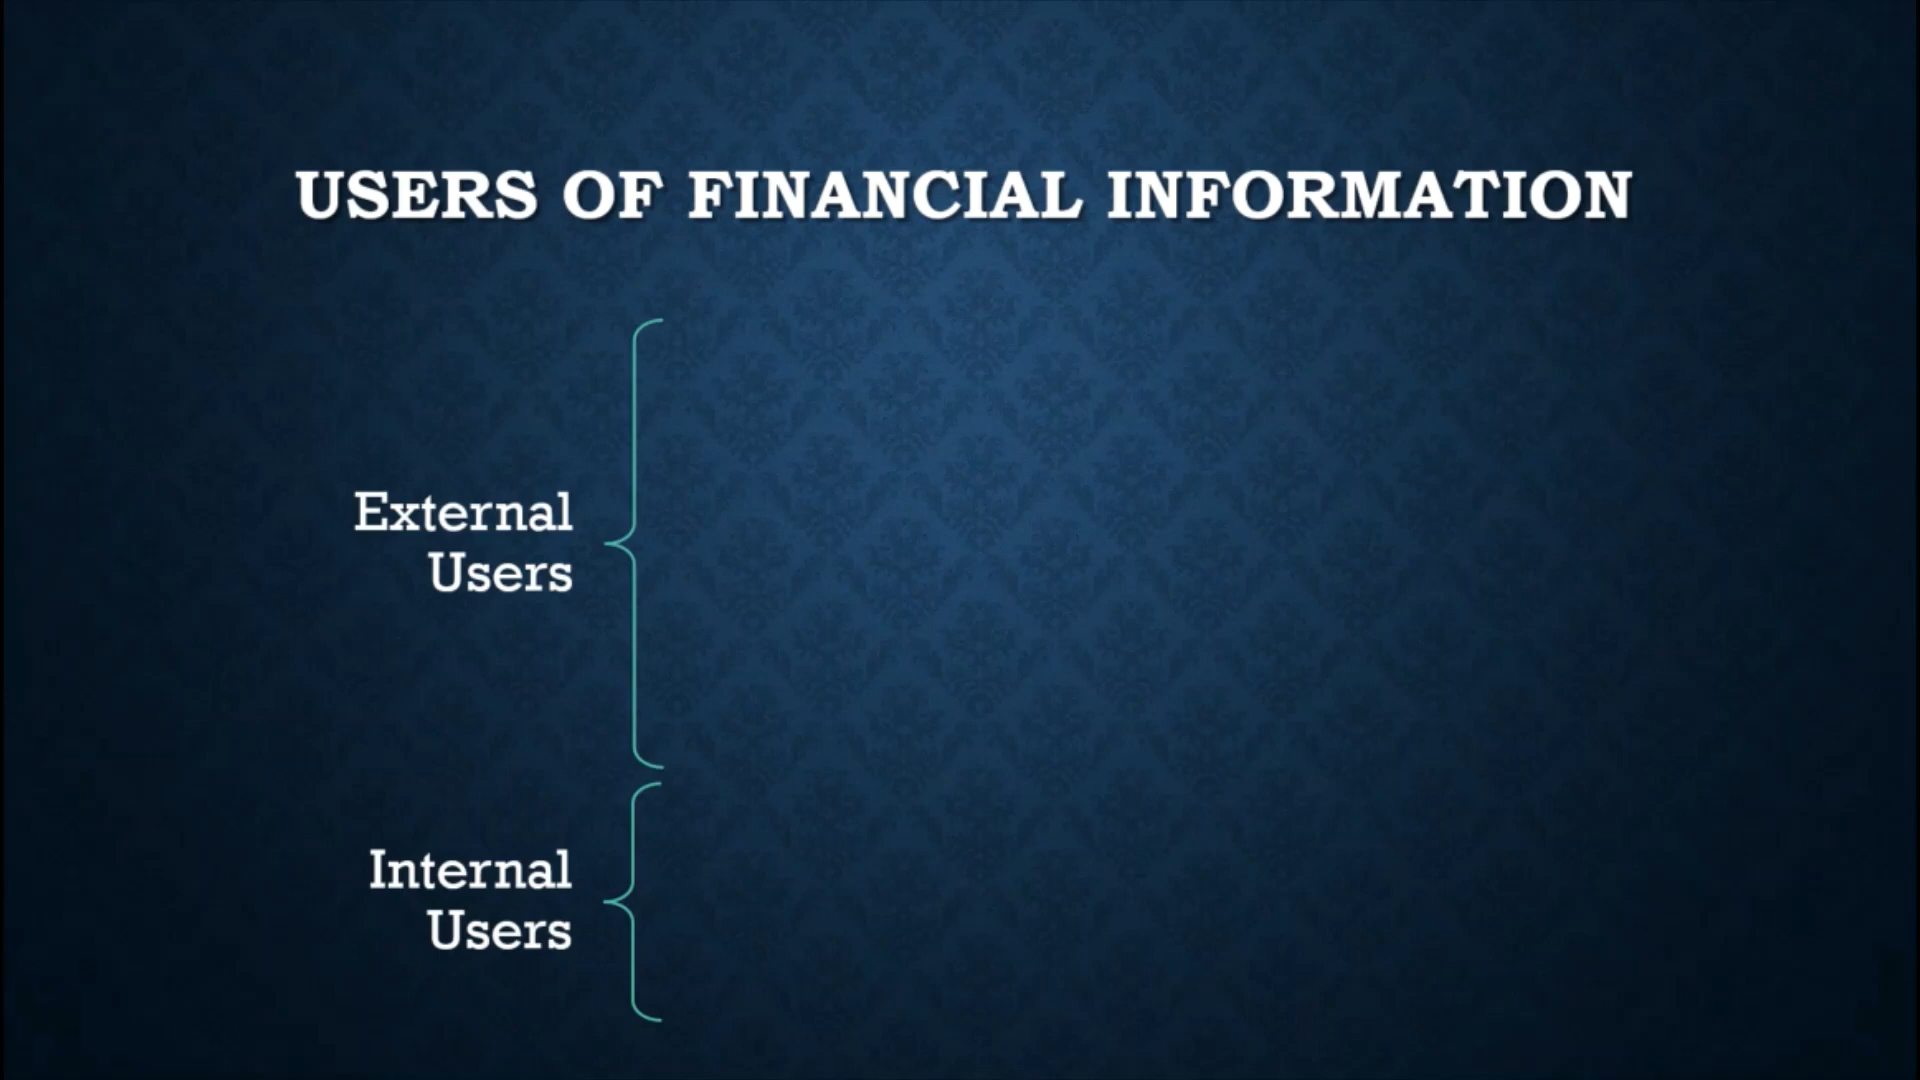 USERS OF FINANCIAL INFORMATION
External
Users
Internal
Users